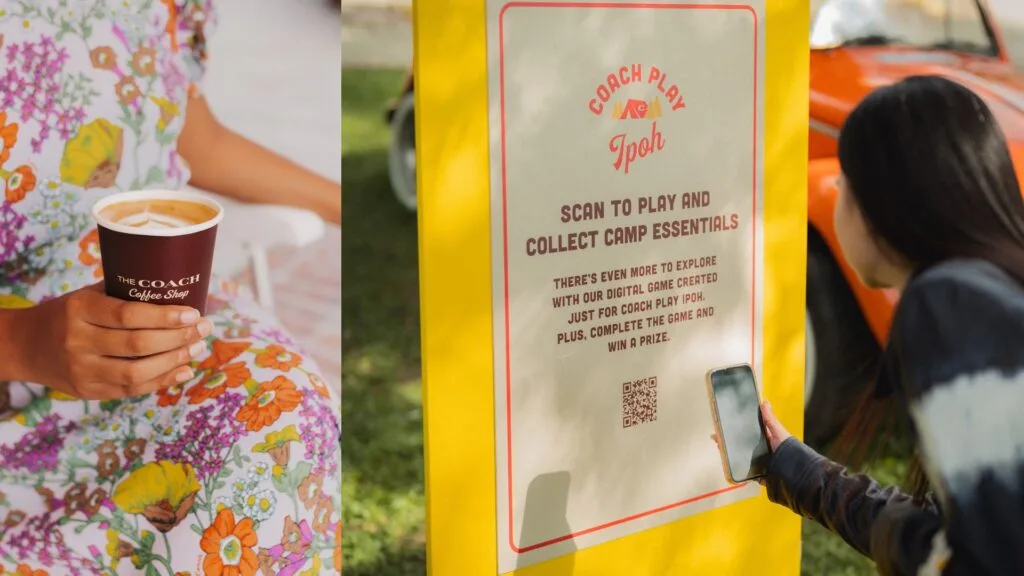 THE COACH
Coffee Shop
COACH PLAY
Ipoh
SCAN TO PLAY AND
COLLECT CAMP ESSENTIALS
THERE'S EVEN MORE TO EXPLORE
WITH OUR DIGITAL GAME CREATED
JUST FOR COACH PLAY IPOH.
PLUS, COMPLETE THE GAME AND
WIN A PRIZE.